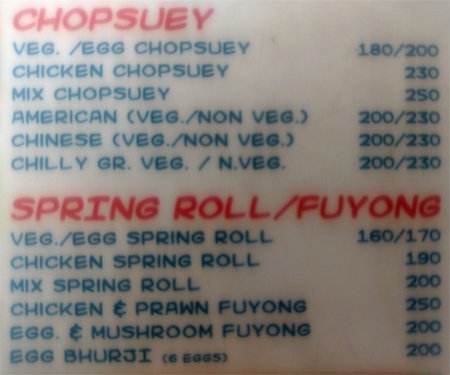 CHOPSUEY
VEG. /EGG CHOPSUEY 180/200
CHICKEN CHOPSUEY 230
MIX CHOPSUEY 250
AMERICAN (VEG./NON VEG.) 200/230
CHINESE (VEG./NON VEG.) 200/230
CHILLY GR. VEG. / N.VEG. 200/230
SPRING ROLL/FUYONG
VEG./EGG SPRING ROLL 160/170
CHICKEN SPRING ROLL 190
MIX SPRING ROLL 200
CHICKEN & PRAWN FUYONG 250
EGG. & MUSHROOM FUYONG 200
EGG BHURJI (6 EGGS) 200